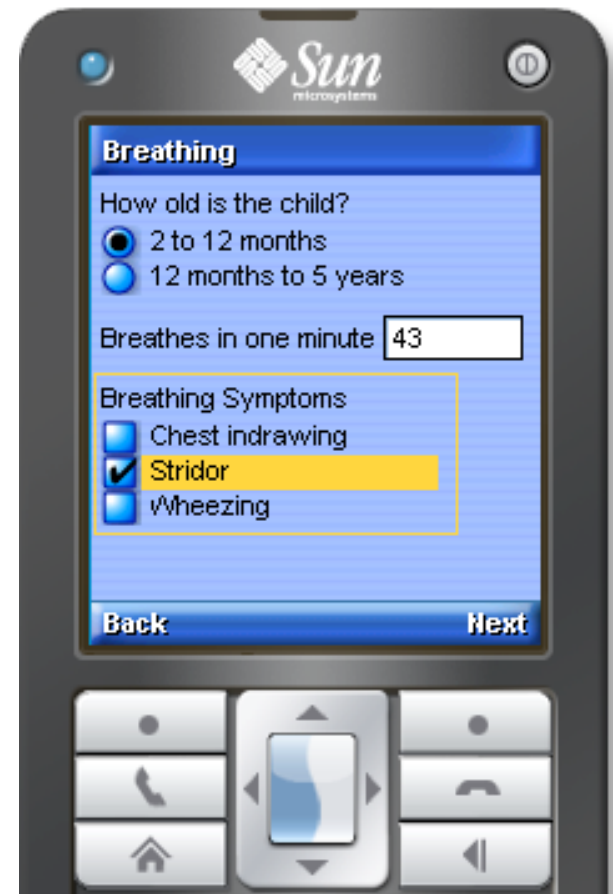 Sun
microsystems
Breathing
How old is the child?
2 to 12 months
12 months to 5 years
Breathes in one minute 43
Breathing Symptoms
Chest indrawing
Stridor
Wheezing
Back Next